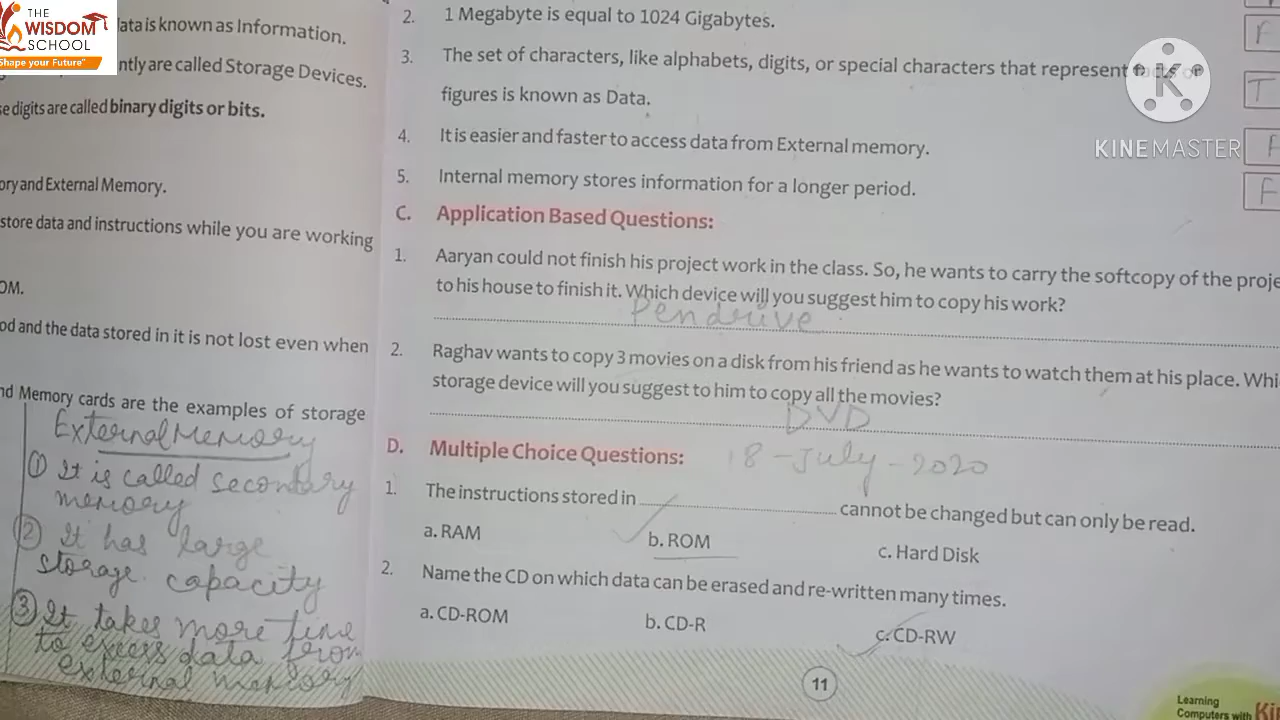 THE
WISDOM
SCHOOL
Shape your Future"
data is known as Information.
ntly are called Storage Devices.
se digits are called binary digits or bits.
ory and External Memory.
store data and instructions while you are working
OM.
od and the data stored in it is not lost even when
nd Memory cards are the examples of storage
External Memory
① It is called secondary
memory
② It has large
storage. capacity
③ It takes more time
to excess data from
external memory
2. 1 Megabyte is equal to 1024 Gigabytes.
F
3. The set of characters, like alphabets, digits, or special characters that represent
figures is known as Data.
T
4. It is easier and faster to access data from External memory.
F
5. Internal memory stores information for a longer period.
F
C. Application Based Questions:
1. Aaryan could not finish his project work in the class. So, he wants to carry the softcopy of the proje
to his house to finish it. Which device will you suggest him to copy his work?
Pendrive
2. Raghav wants to copy 3 movies on a disk from his friend as he wants to watch them at his place. Whi
storage device will you suggest to him to copy all the movies?
DVD
D. Multiple Choice Questions: 18-July-2020
1. The instructions stored in ........................ cannot be changed but can only be read.
a. RAM b. ROM c. Hard Disk
2. Name the CD on which data can be erased and re-written many times.
a. CD-ROM b. CD-R c. CD-RW
11
Learning
Computers with Ki
K
KINEMASTER